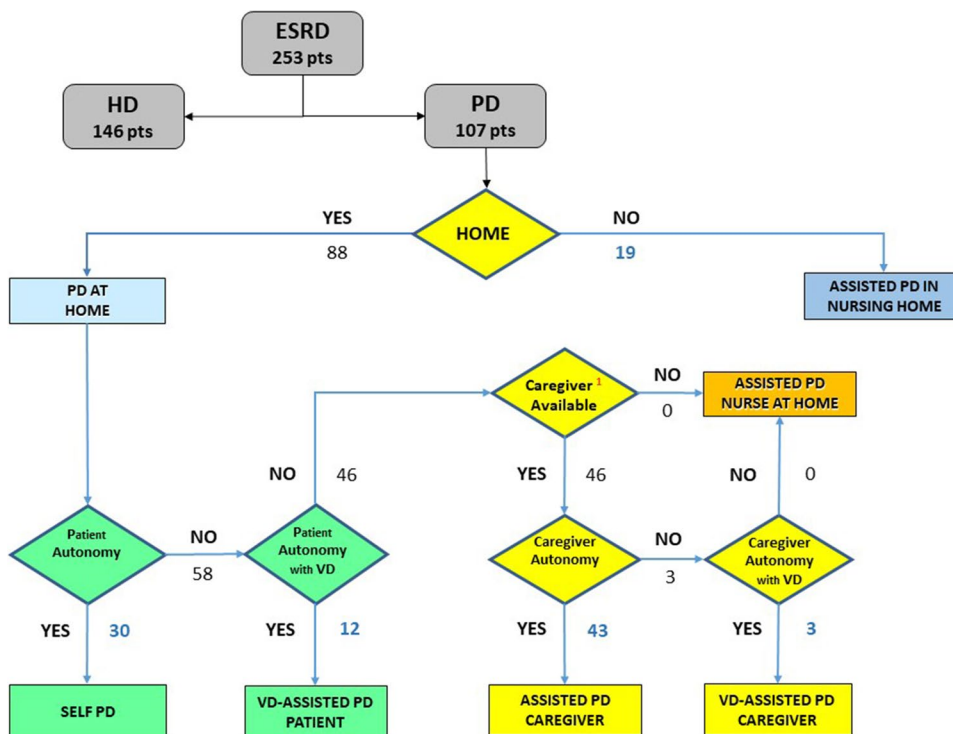 ESRD
253 pts
HD
146 pts
PD
107 pts
YES
88
HOME
NO
19
PD AT
HOME
ASSISTED PD IN
NURSING HOME
Caregiver 1
Available
NO
0
ASSISTED PD
NURSE AT HOME
NO
46
YES
46
NO
0
Patient
Autonomy
NO
58
Patient
Autonomy
with VD
Caregiver
Autonomy
NO
3
Caregiver
Autonomy
with VD
YES
30
YES
12
YES
43
YES
3
SELF PD
VD-ASSISTED PD
PATIENT
ASSISTED PD
CAREGIVER
VD-ASSISTED PD
CAREGIVER